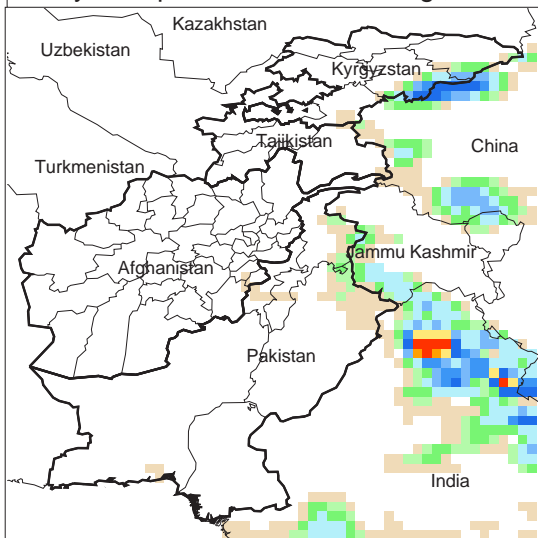 Kazakhstan
Uzbekistan
Kyrgyzstan
Tajikistan
China
Turkmenistan
Jammu Kashmir
Afghanistan
Pakistan
India